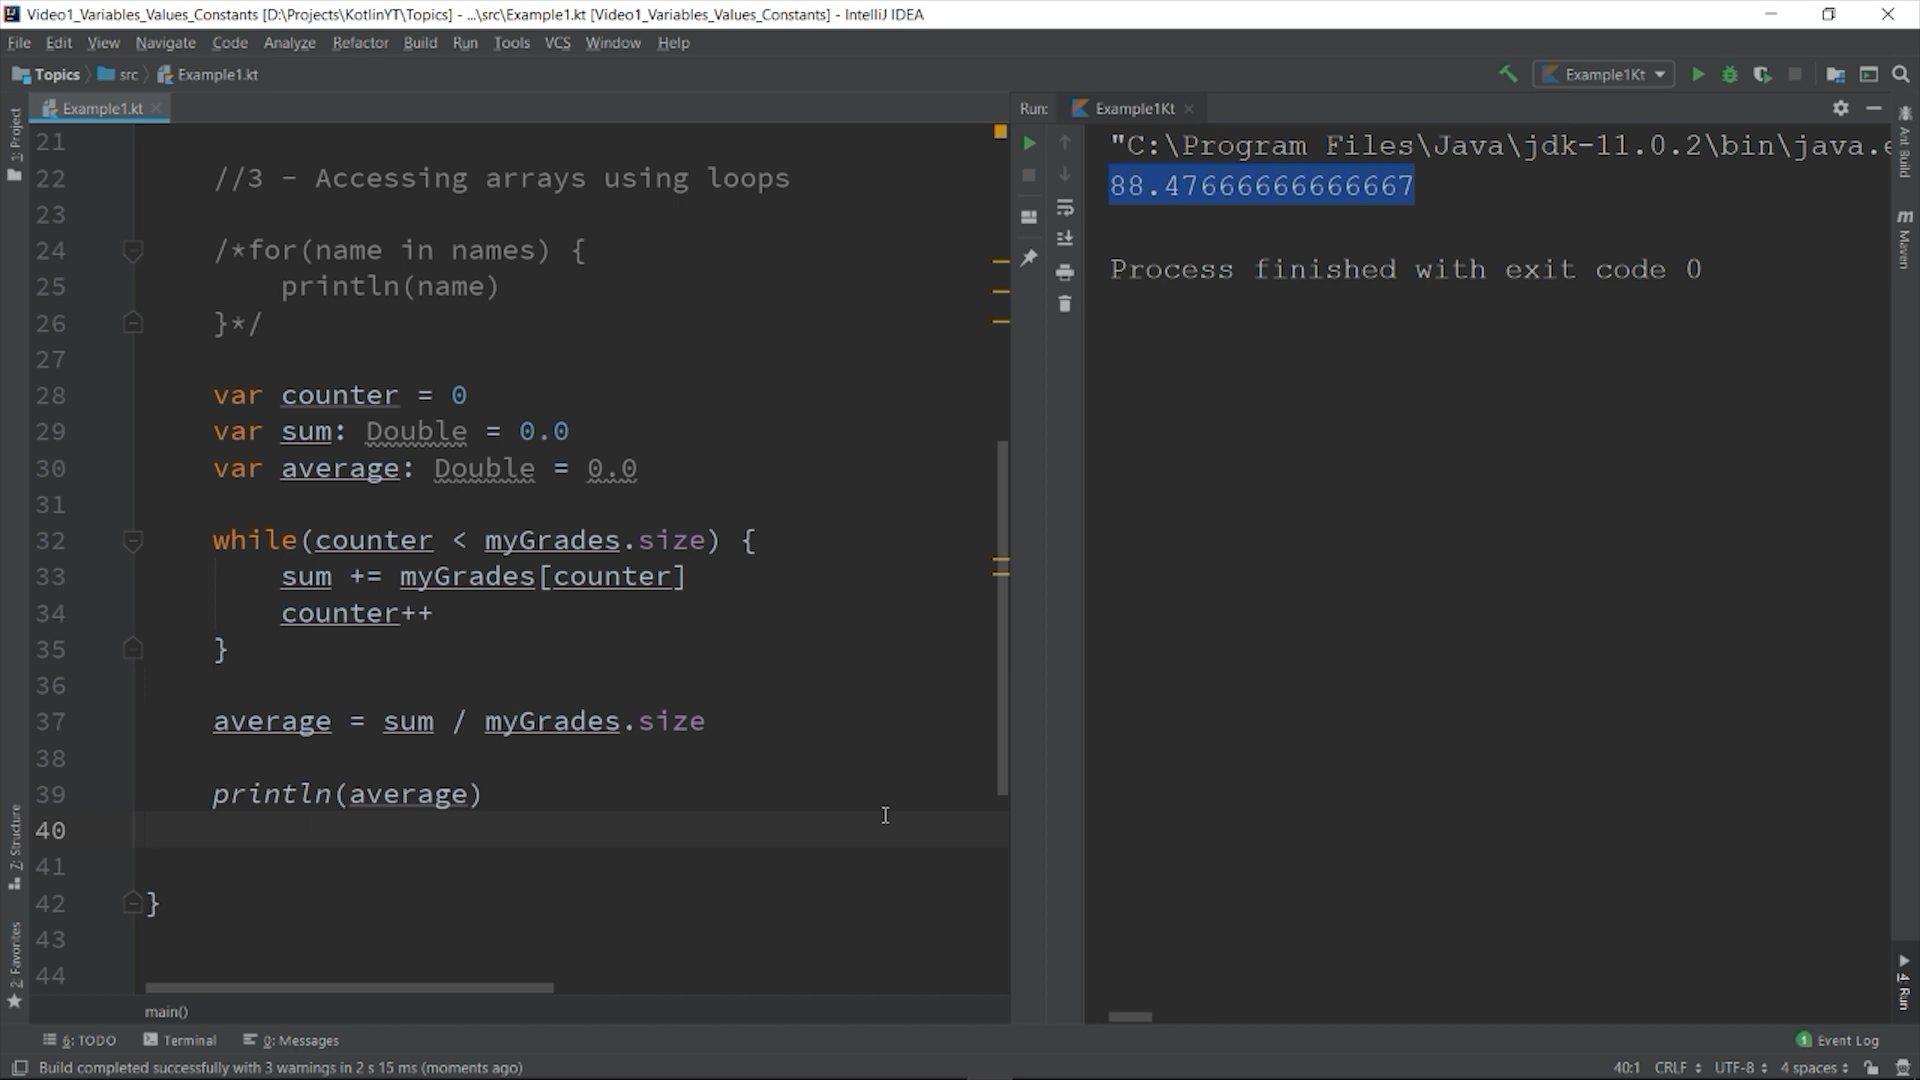 Video1_Variables_Values_Constants [D:\Projects\KotlinYT\Topics] - ...\src\Example1.kt [Video1_Variables_Values_Constants] - IntelliJ IDEA
File Edit View Navigate Code Analyze Refactor Build Run Tools VCS Window Help
Topics src Example1.kt Example1Kt
Example1.kt
Run: Example1Kt
1: Project
21
22 //3 - Accessing arrays using loops
23
24 /*for(name in names) {
25 println(name)
26 }*/
27
28 var counter = 0
29 var sum: Double = 0.0
30 var average: Double = 0.0
31
32 while(counter < myGrades.size) {
33 sum += myGrades[counter]
34 counter++
35 }
36
37 average = sum / myGrades.size
38
39 println(average)
40
41
42 }
43
44
main()
7: Structure
2: Favorites
"C:\Program Files\Java\jdk-11.0.2\bin\java.e
88.47666666666667
Process finished with exit code 0
Ant Build
m Maven
4: Run
6: TODO Terminal 0: Messages
1 Event Log
Build completed successfully with 3 warnings in 2 s 15 ms (moments ago)
40:1 CRLF UTF-8 4 spaces